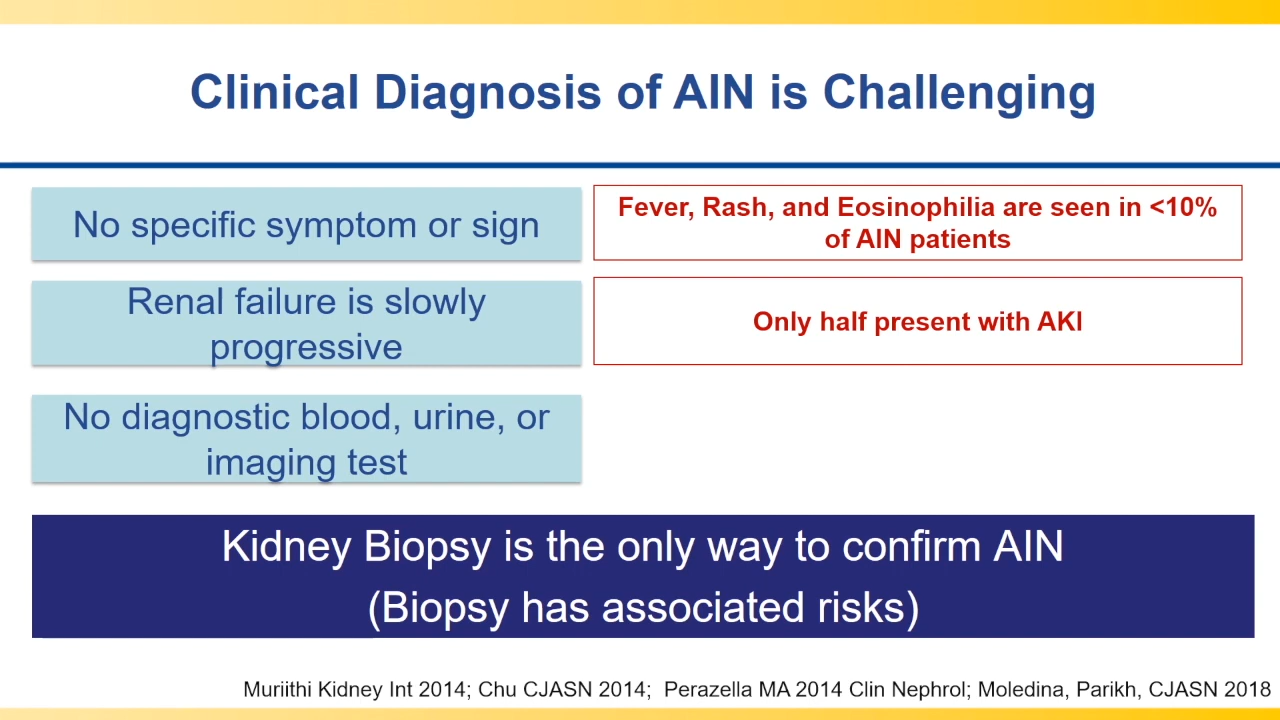 Clinical Diagnosis of AIN is Challenging
No specific symptom or sign
Fever, Rash, and Eosinophilia are seen in <10%
of AIN patients
Renal failure is slowly
progressive
Only half present with AKI
No diagnostic blood, urine, or
imaging test
Kidney Biopsy is the only way to confirm AIN
(Biopsy has associated risks)
Muriithi Kidney Int 2014; Chu CJASN 2014;  Perazella MA 2014 Clin Nephrol; Moledina, Parikh, CJASN 2018